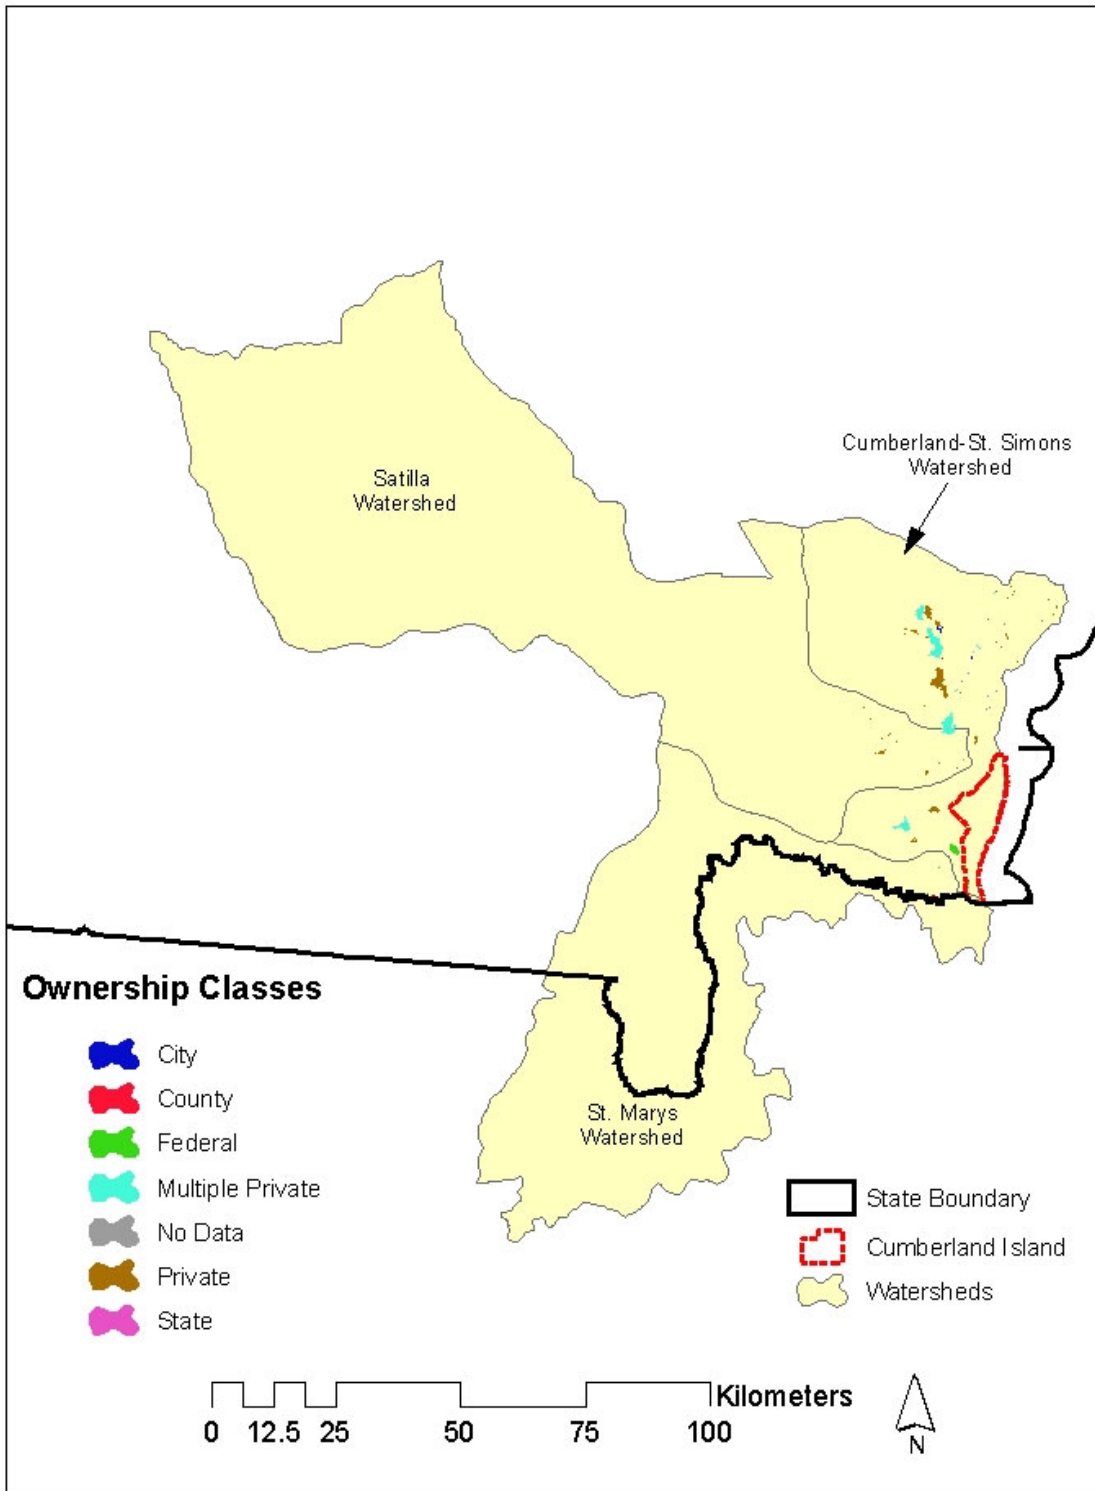 Cumberland-St. Simons
Watershed
Satilla
Watershed
Ownership Classes
City
County
Federal
Multiple Private
No Data
Private
State
St. Marys
Watershed
State Boundary
Cumberland Island
Watersheds
Kilometers
0 12.5 25 50 75 100
N